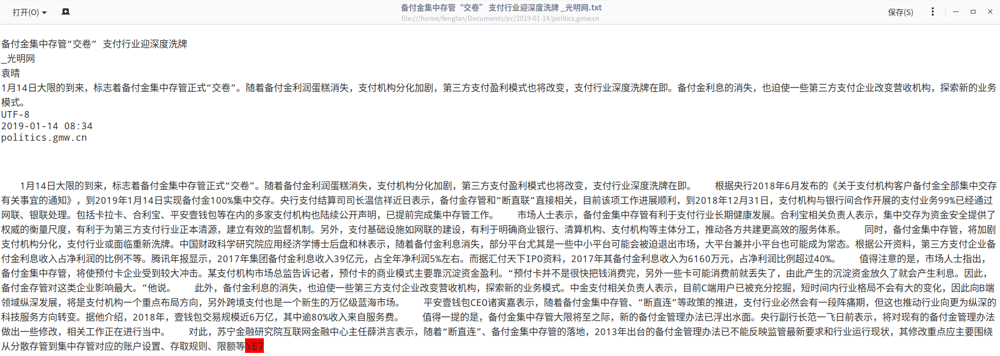 打开(O)
备付金集中存管“交卷” 支付行业迎深度洗牌 _光明网.txt
file:///home/fengfan/Documents/pc/2019-01-14/politics.gmw.cn
保存(S)
备付金集中存管“交卷” 支付行业迎深度洗牌
_光明网
袁晴
1月14日大限的到来，标志着备付金集中存管正式“交卷”。随着备付金利润蛋糕消失，支付机构分化加剧，第三方支付盈利模式也将改变，支付行业深度洗牌在即。备付金利息的消失，也迫使一些第三方支付企业改变营收机构，探索新的业务
模式。
UTF-8
2019-01-14 08:34
politics.gmw.cn
1月14日大限的到来，标志着备付金集中存管正式“交卷”。随着备付金利润蛋糕消失，支付机构分化加剧，第三方支付盈利模式也将改变，支付行业深度洗牌在即。　　根据央行2018年6月发布的《关于支付机构客户备付金全部集中交存
有关事宜的通知》，到2019年1月14日实现备付金100%集中交存。央行支付结算司司长温信祥近日表示，备付金存管和“断直联”直接相关，目前该项工作进展顺利，到2018年12月31日，支付机构与银行间合作开展的支付业务99%已经通过
网联、银联处理。包括卡拉卡、合利宝、平安壹钱包等在内的多家支付机构也陆续公开声明，已提前完成集中存管工作。　　市场人士表示，备付金集中存管有利于支付行业长期健康发展。合利宝相关负责人表示，集中交存为资金安全提供了
权威的衡量尺度，有利于为第三方支付行业正本清源，建立有效的监督机制。另外，支付基础设施如网联的建设，有利于明确商业银行、清算机构、支付机构等主体分工，推动各方共建更高效的服务体系。　　同时，备付金集中存管，将加剧
支付机构分化，支付行业或面临重新洗牌。中国财政科学研究院应用经济学博士后盘和林表示，随着备付金利息消失，部分平台尤其是一些中小平台可能会被迫退出市场，大平台兼并小平台也可能成为常态。根据公开资料，第三方支付企业备
付金利息收入占净利润的比例不等。腾讯年报显示，2017年集团备付金利息收入39亿元，占全年净利润5%左右。而据汇付天下IPO资料，2017年其备付金利息收入为6160万元，占净利润比例超过40%。　　值得注意的是，市场人士指出，
备付金集中存管，将使预付卡企业受到较大冲击。某支付机构市场总监告诉记者，预付卡的商业模式主要靠沉淀资金盈利。“预付卡并不是很快把钱消费完，另外一些卡可能消费前就丢失了，由此产生的沉淀资金放久了就会产生利息。因此，
备付金存管对这类企业影响最大。”他说。　　此外，备付金利息的消失，也迫使一些第三方支付企业改变营收机构，探索新的业务模式。中金支付相关负责人表示，目前C端用户已被充分挖掘，短时间内行业格局不会有大的变化，因此向B端
领域纵深发展，将是支付机构一个重点布局方向，另外跨境支付也是一个新生的万亿级蓝海市场。　　平安壹钱包CEO诸寅嘉表示，随着备付金集中存管、“断直连”等政策的推进，支付行业必然会有一段阵痛期，但这也推动行业向更为纵深的
科技服务方向转变。据他介绍，2018年，壹钱包交易规模近6万亿，其中逾80%收入来自服务费。　　值得一提的是，备付金集中存管大限将至之际，新的备付金管理办法已浮出水面。央行副行长范一飞日前表示，将对现有的备付金管理办法
做出一些修改，相关工作正在进行当中。　　对此，苏宁金融研究院互联网金融中心主任薛洪言表示，随着“断直连”、备付金集中存管的落地，2013年出台的备付金管理办法已不能反映监管最新要求和行业运行现状，其修改重点应主要围绕
从分散存管到集中存管对应的账户设置、存取规则、限额等\E7